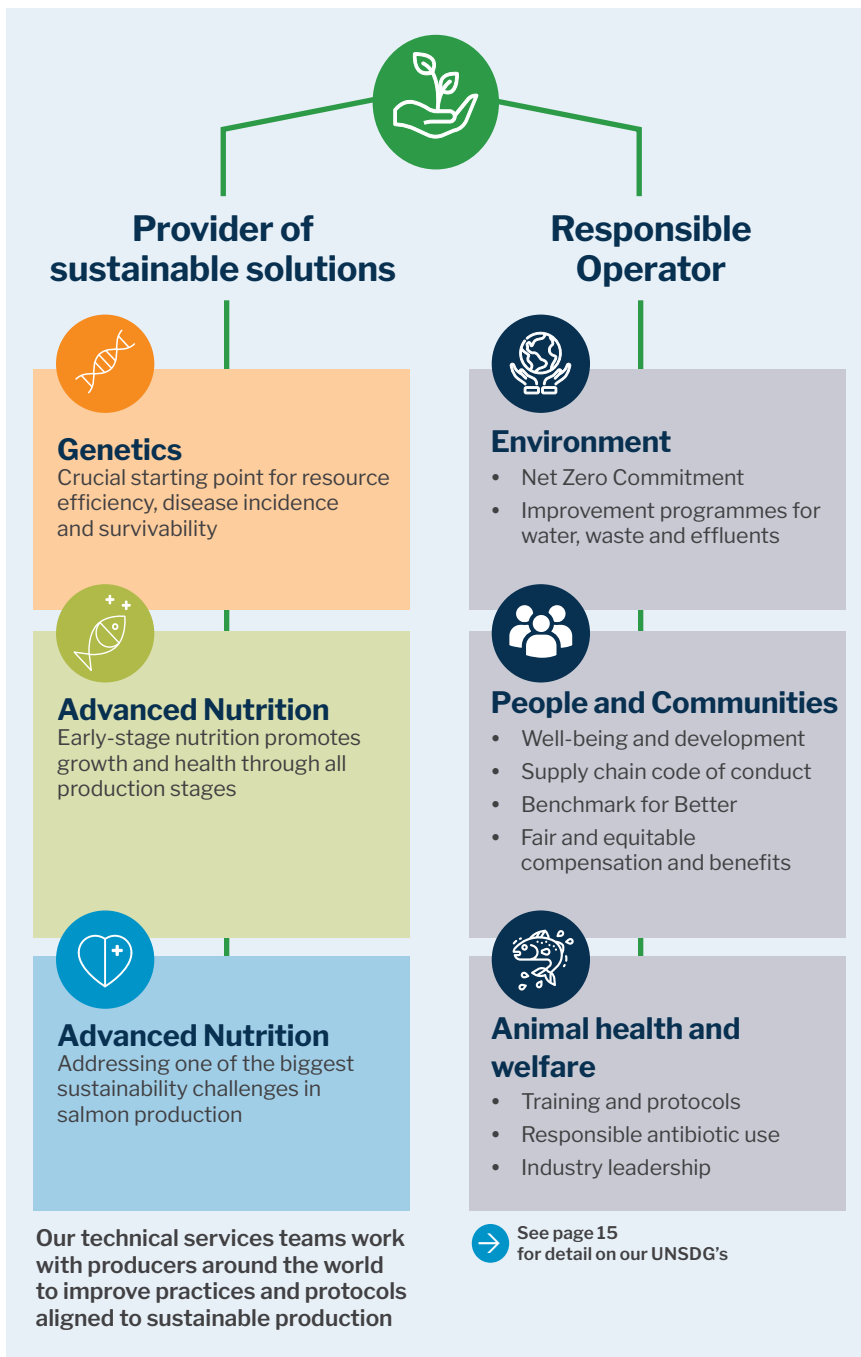 Provider of
sustainable solutions
Genetics
Crucial starting point for resource
efficiency, disease incidence
and survivability
Advanced Nutrition
Early-stage nutrition promotes
growth and health through all
production stages
Advanced Nutrition
Addressing one of the biggest
sustainability challenges in
salmon production
Our technical services teams work
with producers around the world
to improve practices and protocols
aligned to sustainable production
Responsible
Operator
Environment
• Net Zero Commitment
• Improvement programmes for
water, waste and effluents
People and Communities
• Well-being and development
• Supply chain code of conduct
• Benchmark for Better
• Fair and equitable
compensation and benefits
Animal health and
welfare
• Training and protocols
• Responsible antibiotic use
• Industry leadership
See page 15
for detail on our UNSDG's